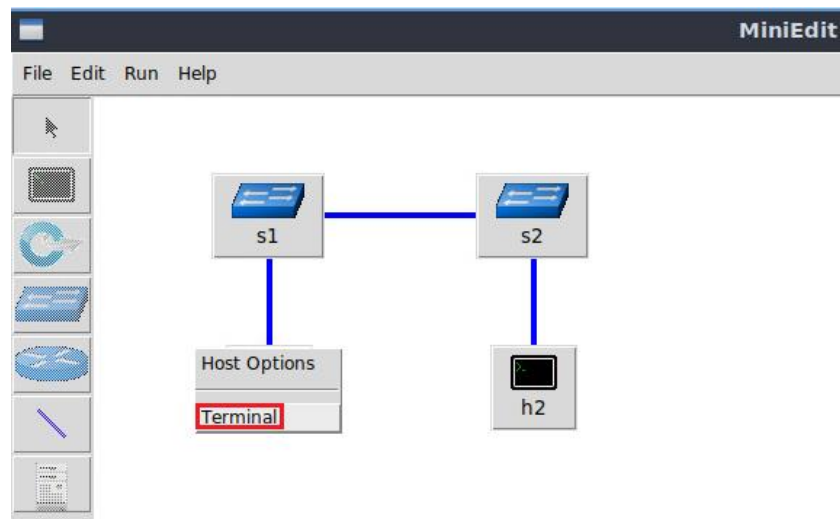 MiniEdit
File Edit Run Help
s1
s2
Host Options
Terminal
h2